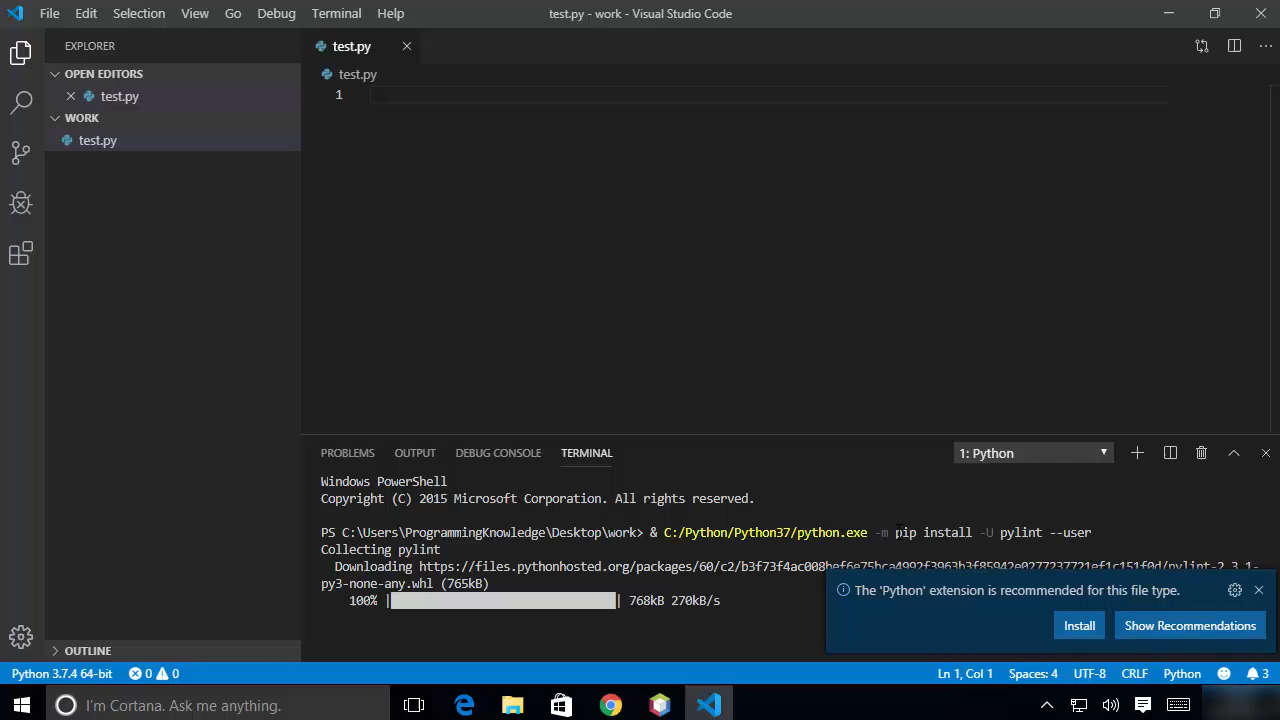 File Edit Selection View Go Debug Terminal Help
test.py - work - Visual Studio Code
EXPLORER
OPEN EDITORS
test.py
WORK
test.py
OUTLINE
test.py
test.py
1
PROBLEMS OUTPUT DEBUG CONSOLE TERMINAL
1: Python
Windows PowerShell
Copyright (C) 2015 Microsoft Corporation. All rights reserved.
PS C:\Users\ProgrammingKnowledge\Desktop\work> & C:/Python/Python37/python.exe -m pip install -U pylint --user
Collecting pylint
Downloading
py3-none-any.whl (765kB)
100% | | 768kB 270kB/s
The 'Python' extension is recommended for this file type.
Install Show Recommendations
Python 3.7.4 64-bit 0 0 Ln 1, Col 1 Spaces: 4 UTF-8 CRLF Python 3
I'm Cortana. Ask me anything.